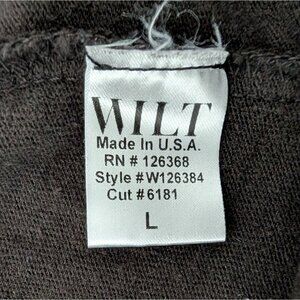 WILT
Made In U.S.A.
RN # 126368
Style #W126384
Cut #6181
L